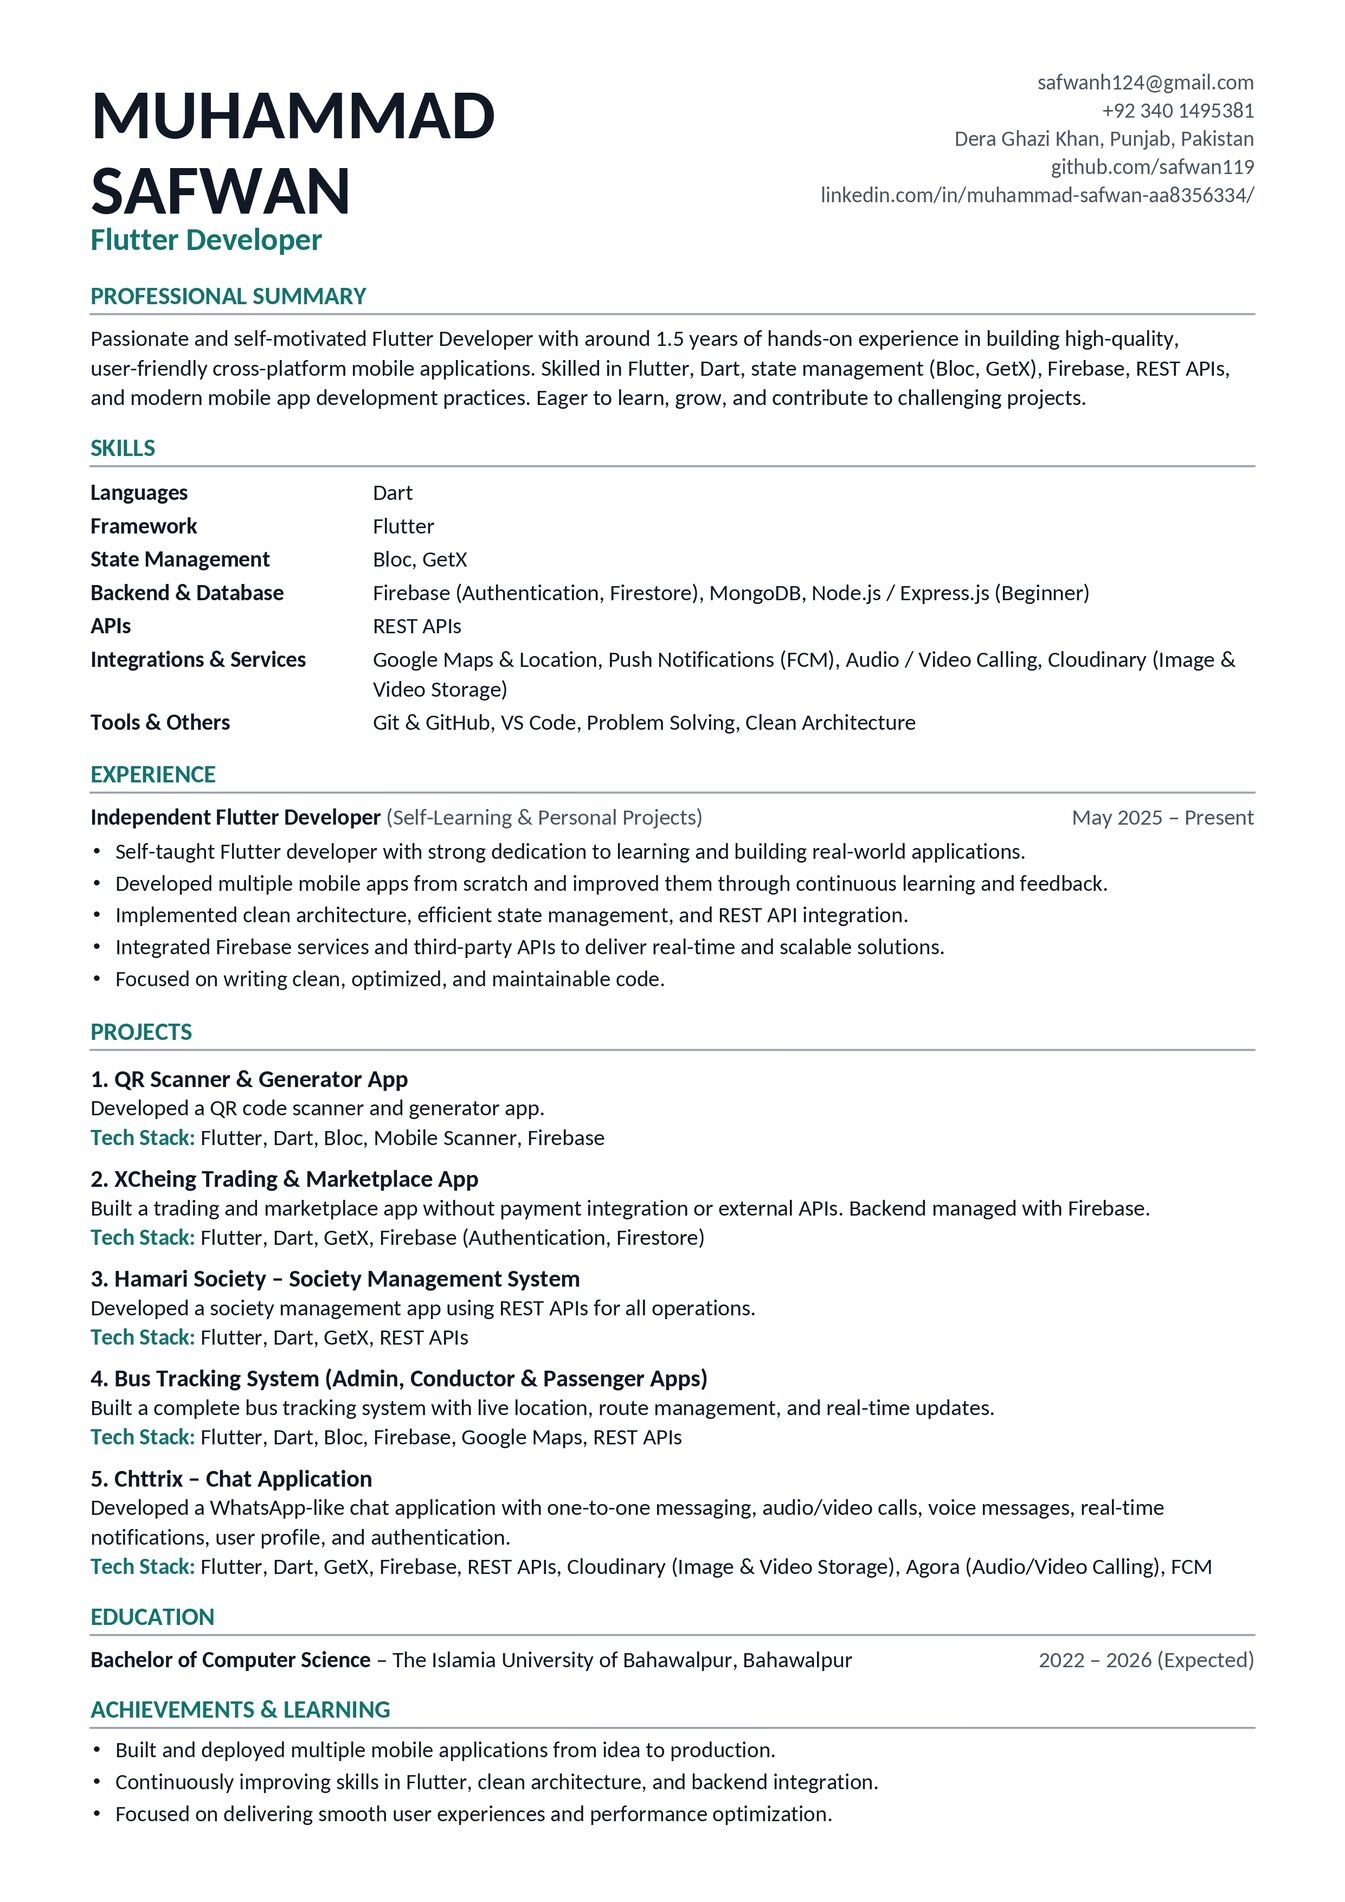 MUHAMMAD
SAFWAN
Flutter Developer
safwanh124@gmail.com
+92 340 1495381
Dera Ghazi Khan, Punjab, Pakistan
github.com/safwan119
linkedin.com/in/muhammad-safwan-aa8356334/
PROFESSIONAL SUMMARY
Passionate and self-motivated Flutter Developer with around 1.5 years of hands-on experience in building high-quality,
user-friendly cross-platform mobile applications. Skilled in Flutter, Dart, state management (Bloc, GetX), Firebase, REST APIs,
and modern mobile app development practices. Eager to learn, grow, and contribute to challenging projects.
SKILLS
Languages Dart
Framework Flutter
State Management Bloc, GetX
Backend & Database Firebase (Authentication, Firestore), MongoDB, Node.js / Express.js (Beginner)
APIs REST APIs
Integrations & Services Google Maps & Location, Push Notifications (FCM), Audio / Video Calling, Cloudinary (Image &
Video Storage)
Tools & Others Git & GitHub, VS Code, Problem Solving, Clean Architecture
EXPERIENCE
Independent Flutter Developer (Self-Learning & Personal Projects) May 2025 – Present
• Self-taught Flutter developer with strong dedication to learning and building real-world applications.
• Developed multiple mobile apps from scratch and improved them through continuous learning and feedback.
• Implemented clean architecture, efficient state management, and REST API integration.
• Integrated Firebase services and third-party APIs to deliver real-time and scalable solutions.
• Focused on writing clean, optimized, and maintainable code.
PROJECTS
1. QR Scanner & Generator App
Developed a QR code scanner and generator app.
Tech Stack: Flutter, Dart, Bloc, Mobile Scanner, Firebase
2. XCheing Trading & Marketplace App
Built a trading and marketplace app without payment integration or external APIs. Backend managed with Firebase.
Tech Stack: Flutter, Dart, GetX, Firebase (Authentication, Firestore)
3. Hamari Society – Society Management System
Developed a society management app using REST APIs for all operations.
Tech Stack: Flutter, Dart, GetX, REST APIs
4. Bus Tracking System (Admin, Conductor & Passenger Apps)
Built a complete bus tracking system with live location, route management, and real-time updates.
Tech Stack: Flutter, Dart, Bloc, Firebase, Google Maps, REST APIs
5. Chttrix – Chat Application
Developed a WhatsApp-like chat application with one-to-one messaging, audio/video calls, voice messages, real-time
notifications, user profile, and authentication.
Tech Stack: Flutter, Dart, GetX, Firebase, REST APIs, Cloudinary (Image & Video Storage), Agora (Audio/Video Calling), FCM
EDUCATION
Bachelor of Computer Science – The Islamia University of Bahawalpur, Bahawalpur 2022 – 2026 (Expected)
ACHIEVEMENTS & LEARNING
• Built and deployed multiple mobile applications from idea to production.
• Continuously improving skills in Flutter, clean architecture, and backend integration.
• Focused on delivering smooth user experiences and performance optimization.